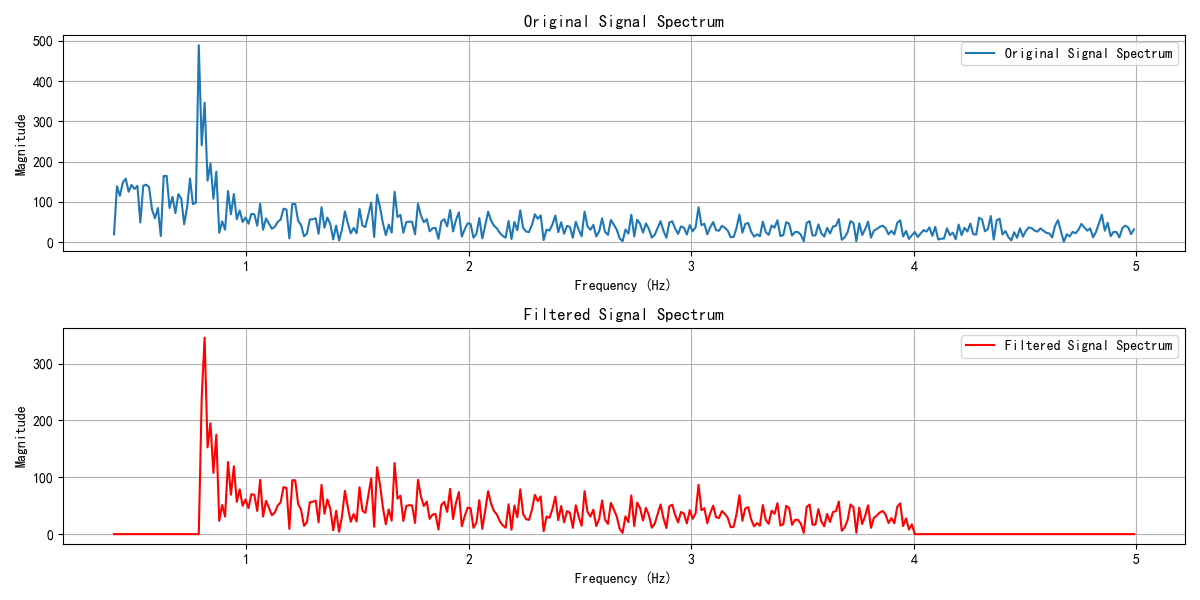 Original Signal Spectrum
500
400
300
200
100
0
Magnitude
Original Signal Spectrum
1
2
3
4
5
Frequency (Hz)
Filtered Signal Spectrum
300
200
100
0
Magnitude
Filtered Signal Spectrum
1
2
3
4
5
Frequency (Hz)